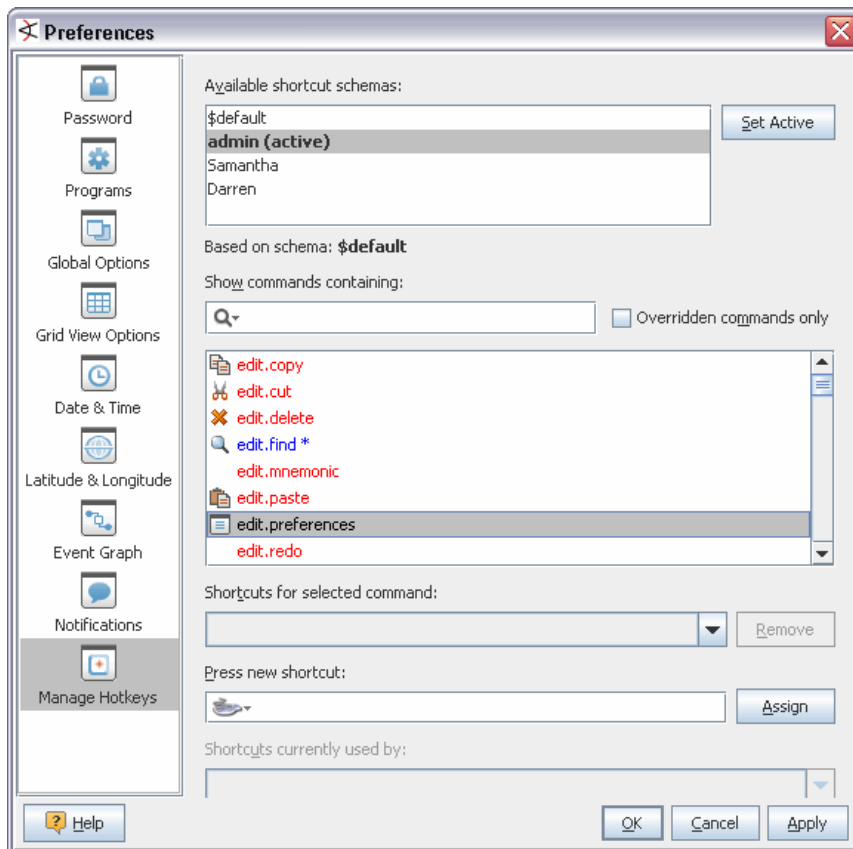 Preferences
Password
Programs
Global Options
Grid View Options
Date & Time
Latitude & Longitude
Event Graph
Notifications
Manage Hotkeys
Available shortcut schemas:
$default
admin (active)
Samantha
Darren
Set Active
Based on schema: $default
Show commands containing:
Overridden commands only
edit.copy
edit.cut
edit.delete
edit.find *
edit.mnemonic
edit.paste
edit.preferences
edit.redo
Shortcuts for selected command:
Remove
Press new shortcut:
Assign
Shortcuts currently used by:
Help
OK
Cancel
Apply